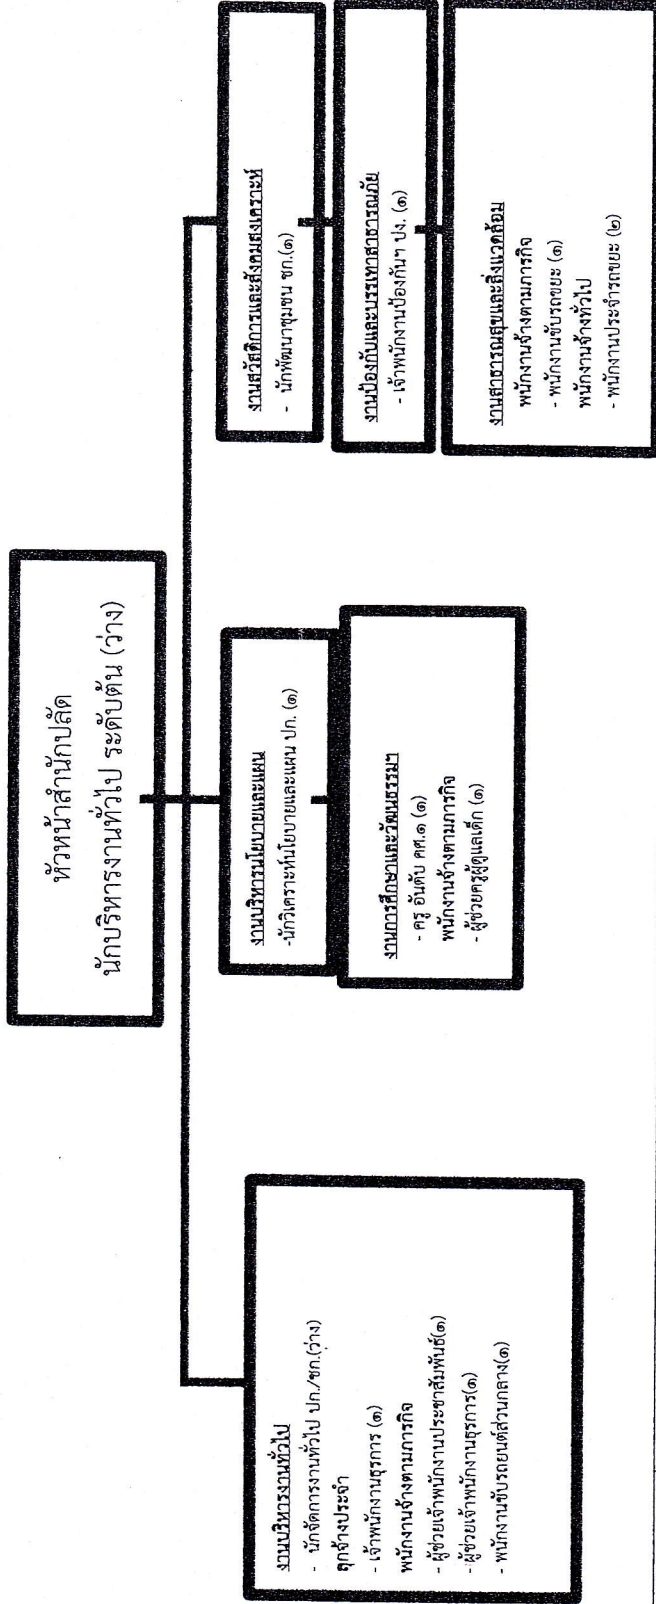 หัวหน้าสำนักปลัด
นักบริหารงานทั่วไป ระดับต้น (ว่าง)
งานบริหารงานทั่วไป
- นักจัดการงานทั่วไป ปก./ชก.(ว่าง)
ลูกจ้างประจำ
- เจ้าพนักงานธุรการ (๑)
พนักงานจ้างตามภารกิจ
- ผู้ช่วยเจ้าพนักงานประชาสัมพันธ์(๑)
- ผู้ช่วยเจ้าพนักงานธุรการ(๑)
- พนักงานขับรถยนต์ส่วนกลาง(๑)
งานบริหารนโยบายและแผน
-นักวิเคราะห์นโยบายและแผน ปก. (๑)
งานการศึกษาและวัฒนธรรมฯ
- ครู อันดับ คศ.๑ (๑)
พนักงานจ้างตามภารกิจ
- ผู้ช่วยครูผู้ดูแลเด็ก (๑)
งานสวัสดิการและสังคมสงเคราะห์
- นักพัฒนาชุมชน ชก.(๑)
งานป้องกับและบรรเทาสาธารณภัย
- เจ้าพนักงานป้องกันฯ ปง. (๑)
งานสาธารณสุขและสิ่งแวดล้อม
พนักงานจ้างตามภารกิจ
- พนักงานขับรถขยะ (๑)
พนักงานจ้างทั่วไป
- พนักงานประจำรถขยะ (๒)